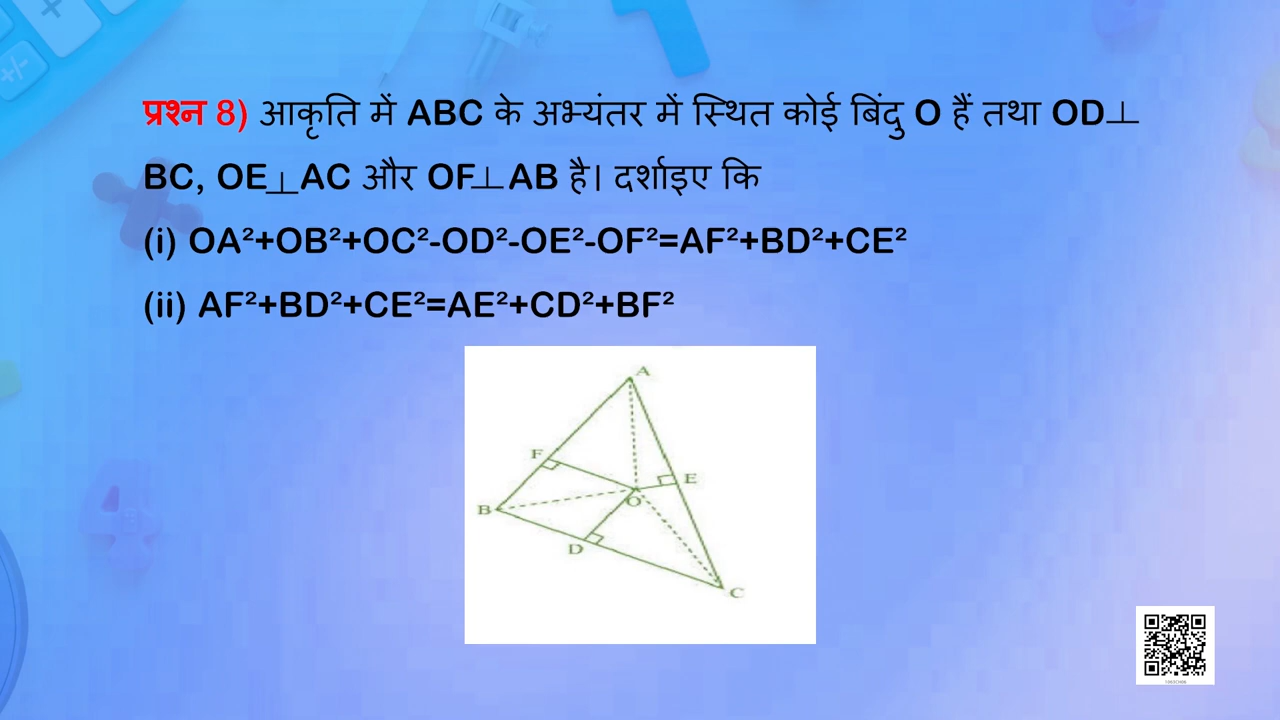 प्रश्न 8) आकृति में ABC के अभ्यंतर में स्थित कोई बिंदु O हैं तथा OD⊥
BC, OE⊥AC और OF⊥AB है। दर्शाइए कि
(i) OA²+OB²+OC²-OD²-OE²-OF²=AF²+BD²+CE²
(ii) AF²+BD²+CE²=AE²+CD²+BF²
A
F
E
O
B
D
C